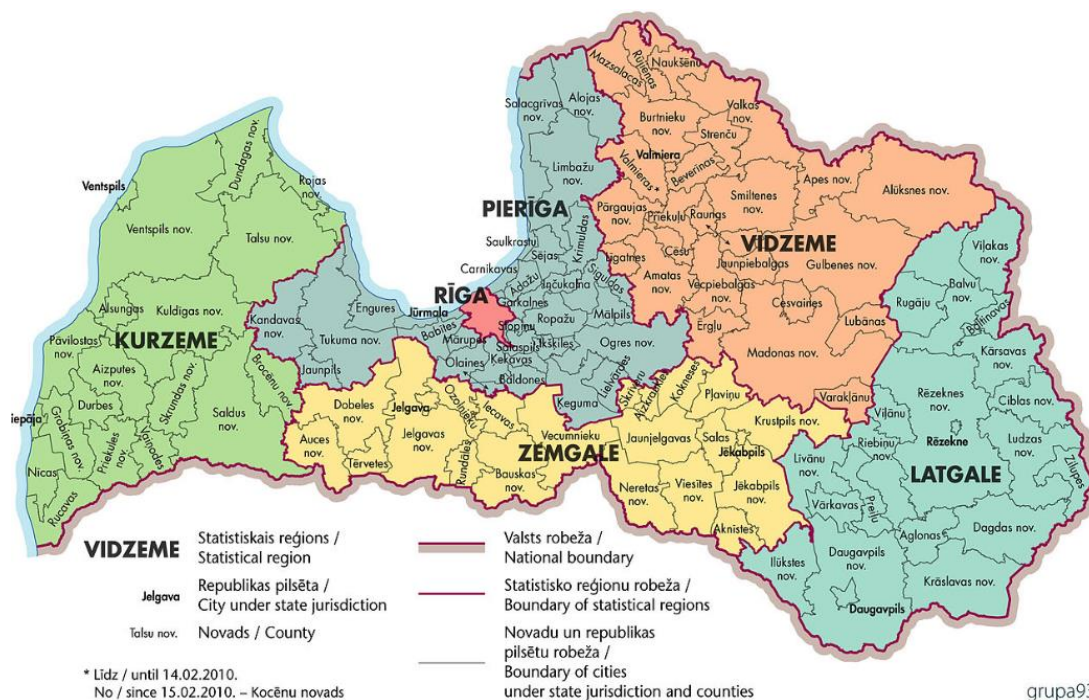 Mazsalacas
Rūjienas
Naukšēnu
Salacgrīvas
nov.
Alojas
nov.
Burtnieku
nov.
Valkas
nov.
Strenču
Valmiera
Valmieras*
nov.
Beverīnas
Limbažu
nov.
Dundagas nov.
Rojas
nov.
Ventspils
Apes nov.
Alūksnes nov.
Smiltenes
nov.
PIERĪGA
Pārgaujas
nov.
Priekuļu
Raunas
Krimuldas
Ventspils nov.
Talsu nov.
Saulkrastu
Sējas
Līgatnes
Cēsu
VIDZEME
Jaunpiebalgas
Gulbenes nov.
Viļakas
nov.
Carnikavas
Ādažu
Inčukalna
Siguldas
Amatas
nov.
Vecpiebalgas
nov.
Balvu
nov.
Rugāju
Baltinavas
RĪGA
Garkalnes
Engures
Jūrmala
Alsungas
Kuldīgas nov.
Kandavas
nov.
Tukuma nov.
Babītes
Mārupes
Stopiņu
Ropažu
Mālpils
Cesvaines
nov.
Lubānas
Ērgļu
KURZEME
Pāvilostas
nov.
Olaines
Salaspils
Ķekavas
Ikšķiles
Ogres nov.
Madonas nov.
Kārsavas
nov.
Jaunpils
Baldones
Lielvārdes
Aizputes
nov.
Skrundas nov.
Brocēnu nov.
Skrīveru
Aizkraukles
Kokneses
Pļaviņu
Varakļānu
Rēzeknes
nov.
Ciblas nov.
Durbes
Saldus
nov.
Dobeles
nov.
Jelgava
Ozolnieku
Iecavas
Ķeguma
Krustpils nov.
Viļānu
iepāja
Grobiņas nov.
Priekules
nov.
Vaiņodes
Auces
nov.
Jelgavas
nov.
Vecumnieku
nov.
ZEMGALE
Jaunjelgavas
Salas
Jēkabpils
Līvānu
nov.
Riebiņu
Rēzekne
Ludzas
nov.
Zilupes
Nīcas
Tērvetes
Rundāles
Bauskas
nov.
LATGALE
Rucavas
Neretas
nov.
Viesītes
nov.
Jēkabpils
nov.
Vārkavas
Preiļu
Aknīstes
Aglonas
Dagdas nov.
Ilūkstes
nov.
Daugavpils
nov.
Krāslavas nov.
Daugavpils
VIDZEME
Statistiskais reģions /
Statistical region
Jelgava
Republikas pilsēta /
City under state jurisdiction
Talsu nov.
Novads / County
* Līdz / until 14.02.2010.
No / since 15.02.2010. – Kocēnu novads
Valsts robeža /
National boundary
Statistisko reģionu robeža /
Boundary of statistical regions
Novadu un republikas
pilsētu robeža /
Boundary of cities
under state jurisdiction and counties